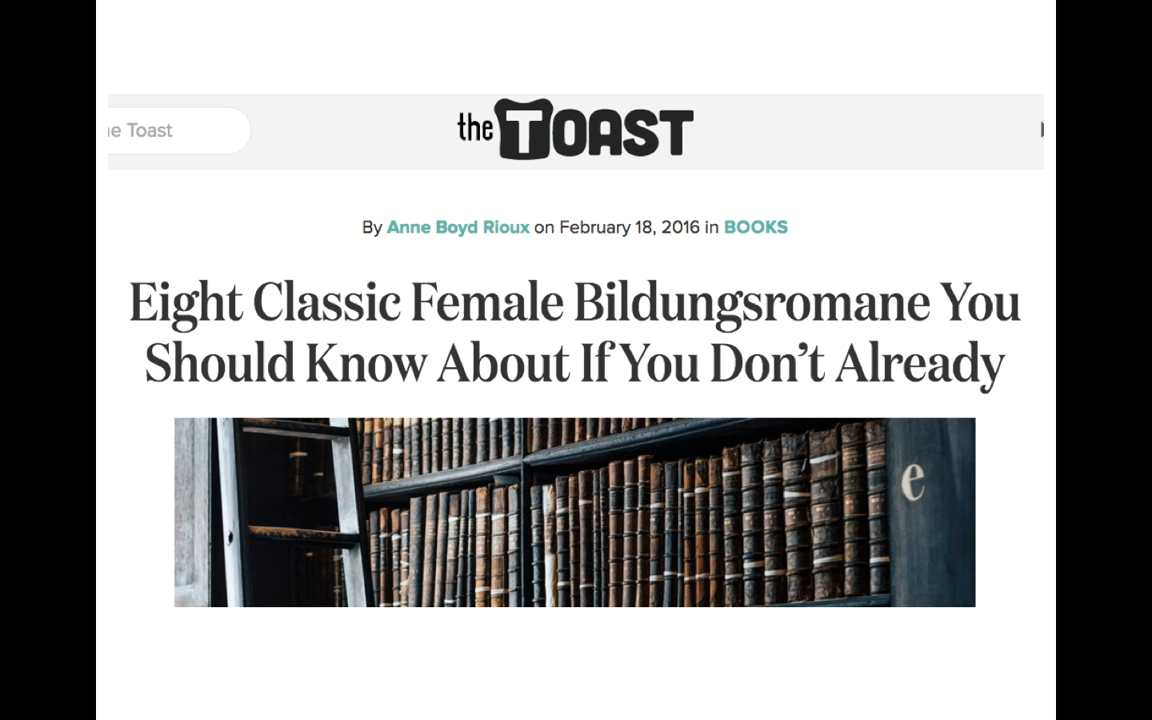 he Toast
the TOAST
By Anne Boyd Rioux on February 18, 2016 in BOOKS
Eight Classic Female Bildungsromane You
Should Know About If You Don't Already
e